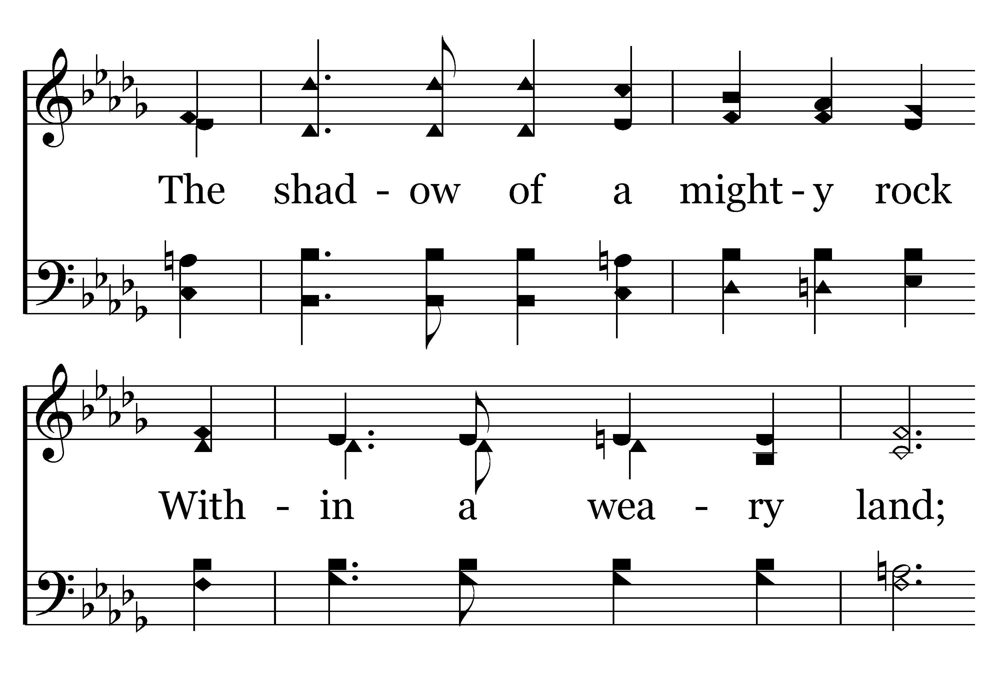 The shad - ow of a might - y rock
With - in a wea - ry land;